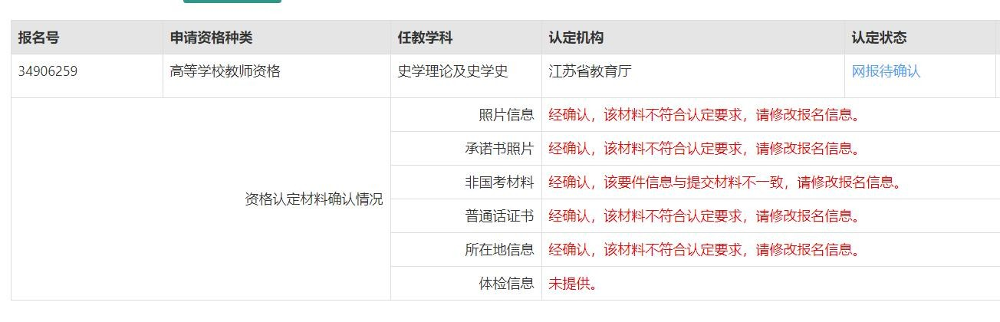 报名号 申请资格种类 任教学科 认定机构 认定状态
34906259 高等学校教师资格 史学理论及史学史 江苏省教育厅 网报待确认
照片信息 经确认，该材料不符合认定要求，请修改报名信息。
承诺书照片 经确认，该材料不符合认定要求，请修改报名信息。
非国考材料 经确认，该要件信息与提交材料不一致，请修改报名信息。
资格认定材料确认情况
普通话证书 经确认，该材料不符合认定要求，请修改报名信息。
所在地信息 经确认，该材料不符合认定要求，请修改报名信息。
体检信息 未提供。